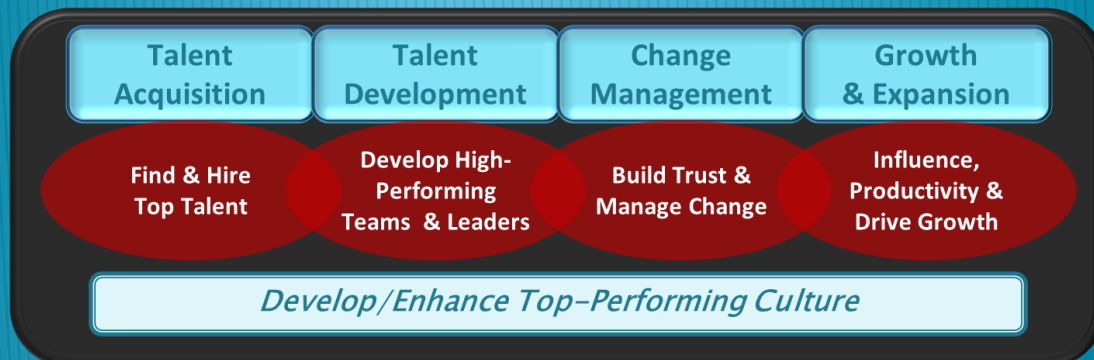 Talent
Acquisition
Talent
Development
Change
Management
Growth
& Expansion
Find & Hire
Top Talent
Develop High-
Performing
Teams & Leaders
Build Trust &
Manage Change
Influence,
Productivity &
Drive Growth
Develop/Enhance Top-Performing Culture